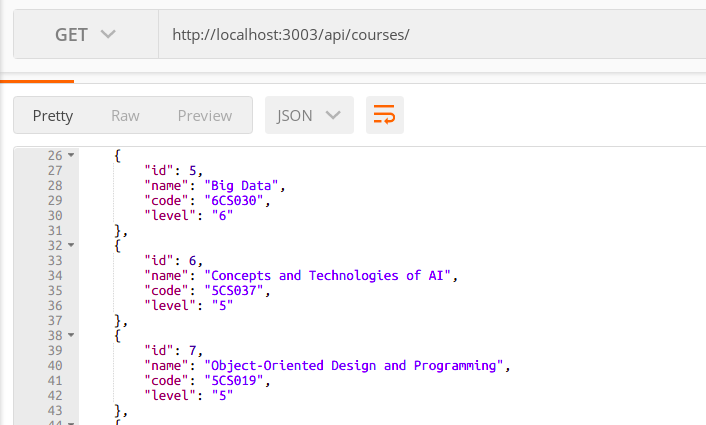 GET http://localhost:3003/api/courses/
Pretty Raw Preview JSON
26 {
27 "id": 5,
28 "name": "Big Data",
29 "code": "6CS030",
30 "level": "6"
31 },
32 {
33 "id": 6,
34 "name": "Concepts and Technologies of AI",
35 "code": "5CS037",
36 "level": "5"
37 },
38 {
39 "id": 7,
40 "name": "Object-Oriented Design and Programming",
41 "code": "5CS019",
42 "level": "5"
43 },
44 {